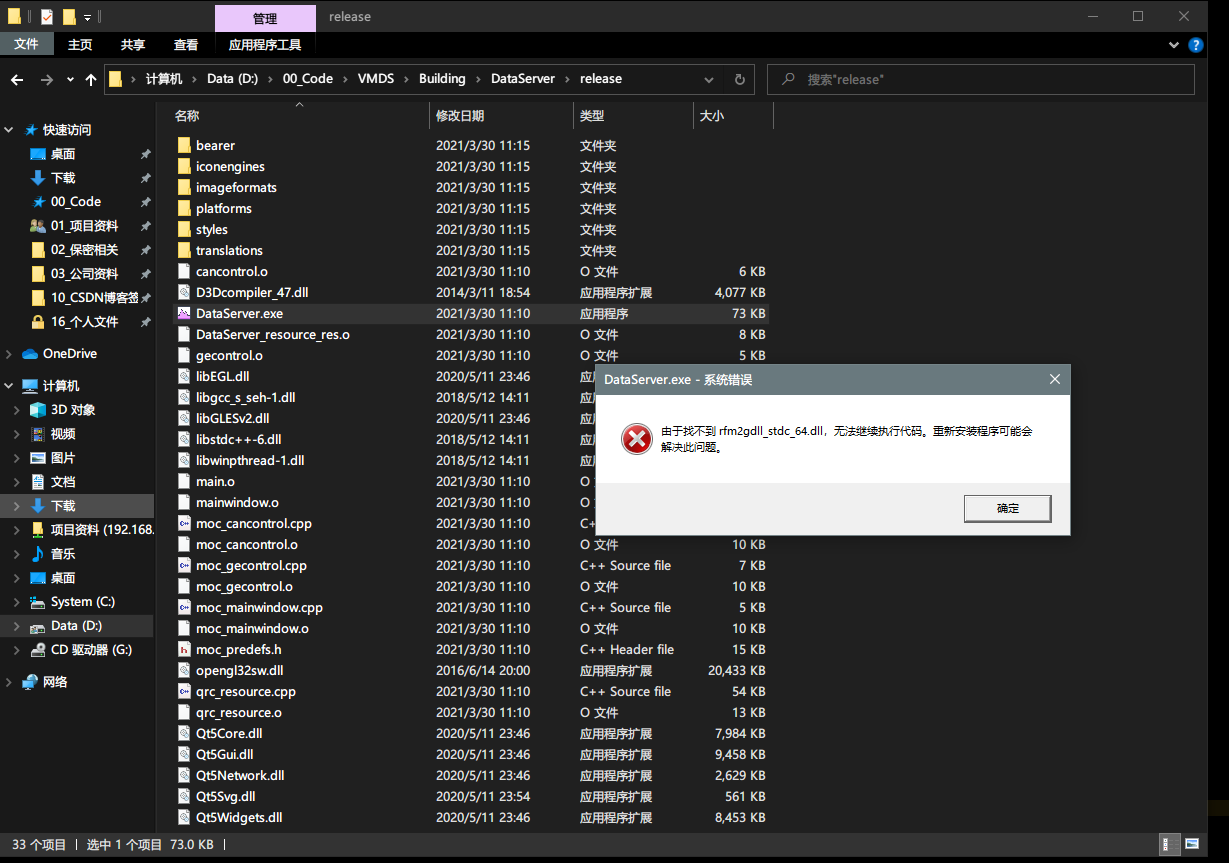 管理
release
文件 主页 共享 查看 应用程序工具
计算机 Data (D:) 00_Code VMDS Building DataServer release
搜索"release"
快速访问
桌面
下载
00_Code
01_项目资料
02_保密相关
03_公司资料
10_CSDN博客签
16_个人文件
OneDrive
计算机
3D 对象
视频
图片
文档
下载
项目资料 (192.168.
音乐
桌面
System (C:)
Data (D:)
CD 驱动器 (G:)
网络
名称 修改日期 类型 大小
bearer 2021/3/30 11:15 文件夹
iconengines 2021/3/30 11:15 文件夹
imageformats 2021/3/30 11:15 文件夹
platforms 2021/3/30 11:15 文件夹
styles 2021/3/30 11:15 文件夹
translations 2021/3/30 11:15 文件夹
cancontrol.o 2021/3/30 11:10 O 文件 6 KB
D3Dcompiler_47.dll 2014/3/11 18:54 应用程序扩展 4,077 KB
DataServer.exe 2021/3/30 11:10 应用程序 73 KB
DataServer_resource_res.o 2021/3/30 11:10 O 文件 8 KB
gecontrol.o 2021/3/30 11:10 O 文件 5 KB
libEGL.dll 2020/5/11 23:46 应
libgcc_s_seh-1.dll 2018/5/12 14:11 应
libGLESv2.dll 2020/5/11 23:46 应
libstdc++-6.dll 2018/5/12 14:11 应
libwinpthread-1.dll 2018/5/12 14:11 应
main.o 2021/3/30 11:10 O
mainwindow.o 2021/3/30 11:10 O
moc_cancontrol.cpp 2021/3/30 11:10 C+
moc_cancontrol.o 2021/3/30 11:10 O 文件 10 KB
moc_gecontrol.cpp 2021/3/30 11:10 C++ Source file 7 KB
moc_gecontrol.o 2021/3/30 11:10 O 文件 10 KB
moc_mainwindow.cpp 2021/3/30 11:10 C++ Source file 5 KB
moc_mainwindow.o 2021/3/30 11:10 O 文件 10 KB
moc_predefs.h 2021/3/30 11:10 C++ Header file 15 KB
opengl32sw.dll 2016/6/14 20:00 应用程序扩展 20,433 KB
qrc_resource.cpp 2021/3/30 11:10 C++ Source file 54 KB
qrc_resource.o 2021/3/30 11:10 O 文件 13 KB
Qt5Core.dll 2020/5/11 23:46 应用程序扩展 7,984 KB
Qt5Gui.dll 2020/5/11 23:46 应用程序扩展 9,458 KB
Qt5Network.dll 2020/5/11 23:46 应用程序扩展 2,629 KB
Qt5Svg.dll 2020/5/11 23:54 应用程序扩展 561 KB
Qt5Widgets.dll 2020/5/11 23:46 应用程序扩展 8,453 KB
DataServer.exe - 系统错误
由于找不到 rfm2gdll_stdc_64.dll，无法继续执行代码。重新安装程序可能会
解决此问题。
确定
33 个项目 选中 1 个项目 73.0 KB